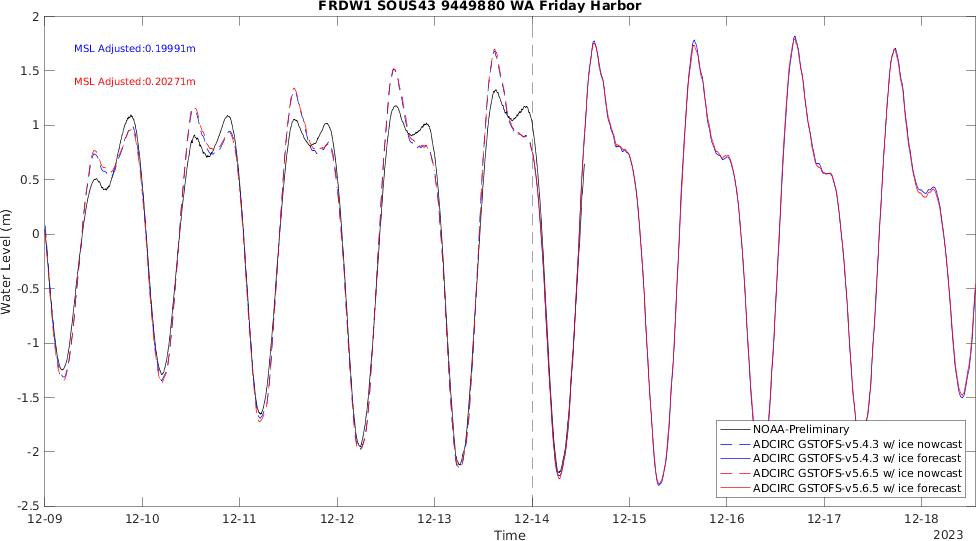 FRDW1 SOUS43 9449880 WA Friday Harbor
MSL Adjusted:0.19991m
MSL Adjusted:0.20271m
Water Level (m)
2
1.5
1
0.5
0
-0.5
-1
-1.5
-2
-2.5
NOAA-Preliminary
ADCIRC GSTOFS-v5.4.3 w/ ice nowcast
ADCIRC GSTOFS-v5.4.3 w/ ice forecast
ADCIRC GSTOFS-v5.6.5 w/ ice nowcast
ADCIRC GSTOFS-v5.6.5 w/ ice forecast
12-09 12-10 12-11 12-12 12-13 12-14 12-15 12-16 12-17 12-18
Time
2023